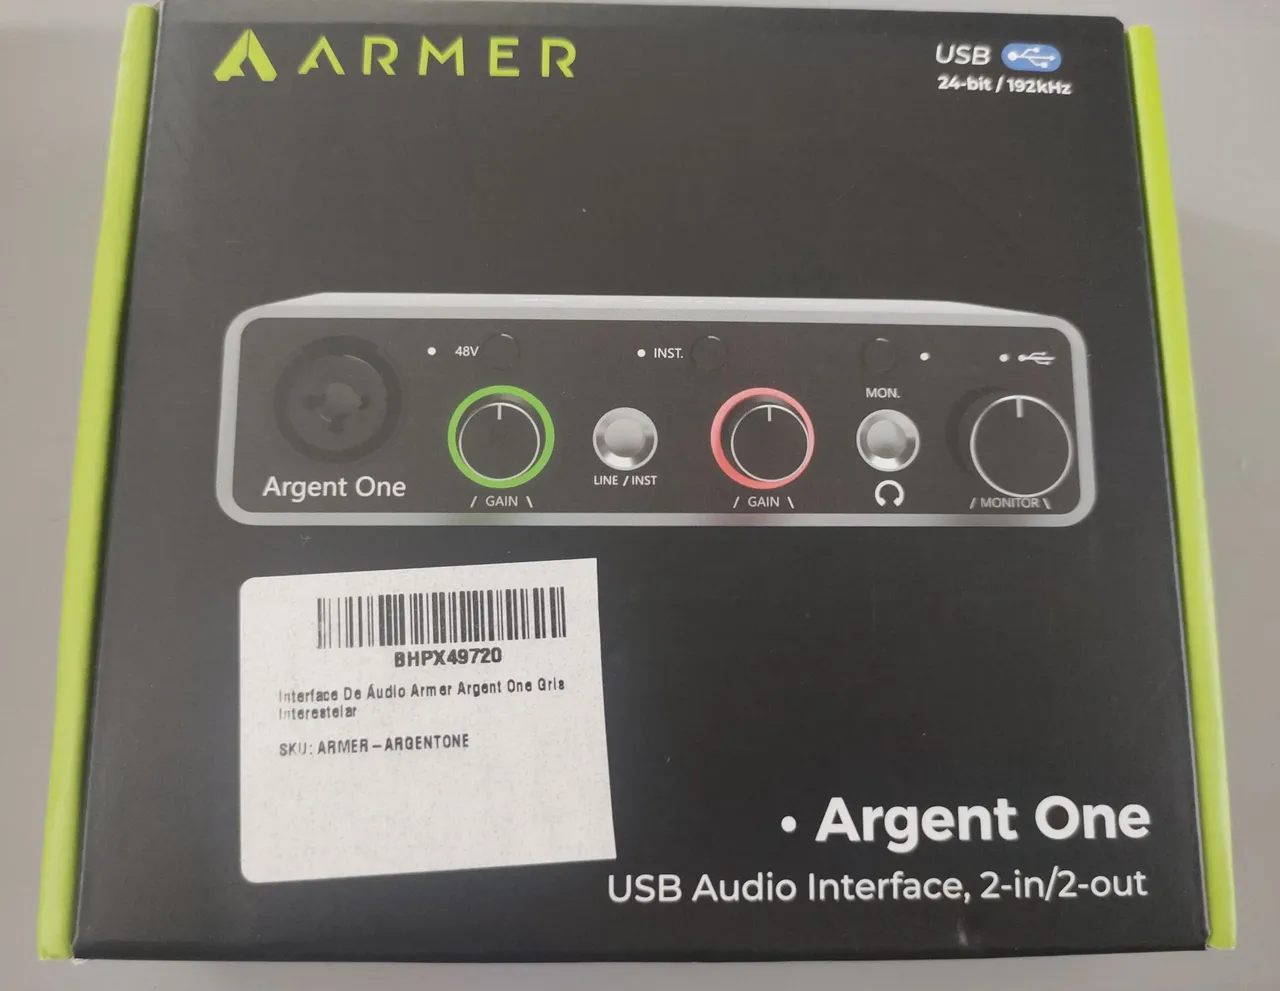 ARMER
USB
24-bit / 192kHz
48V
INST.
MON.
Argent One
/ GAIN \
LINE / INST
/ GAIN \
/ MONITOR \
BHPX49720
Interface De Áudio Armer Argent One Gris
Interestelar
SKU: ARMER – ARGENTONE
• Argent One
USB Audio Interface, 2-in/2-out